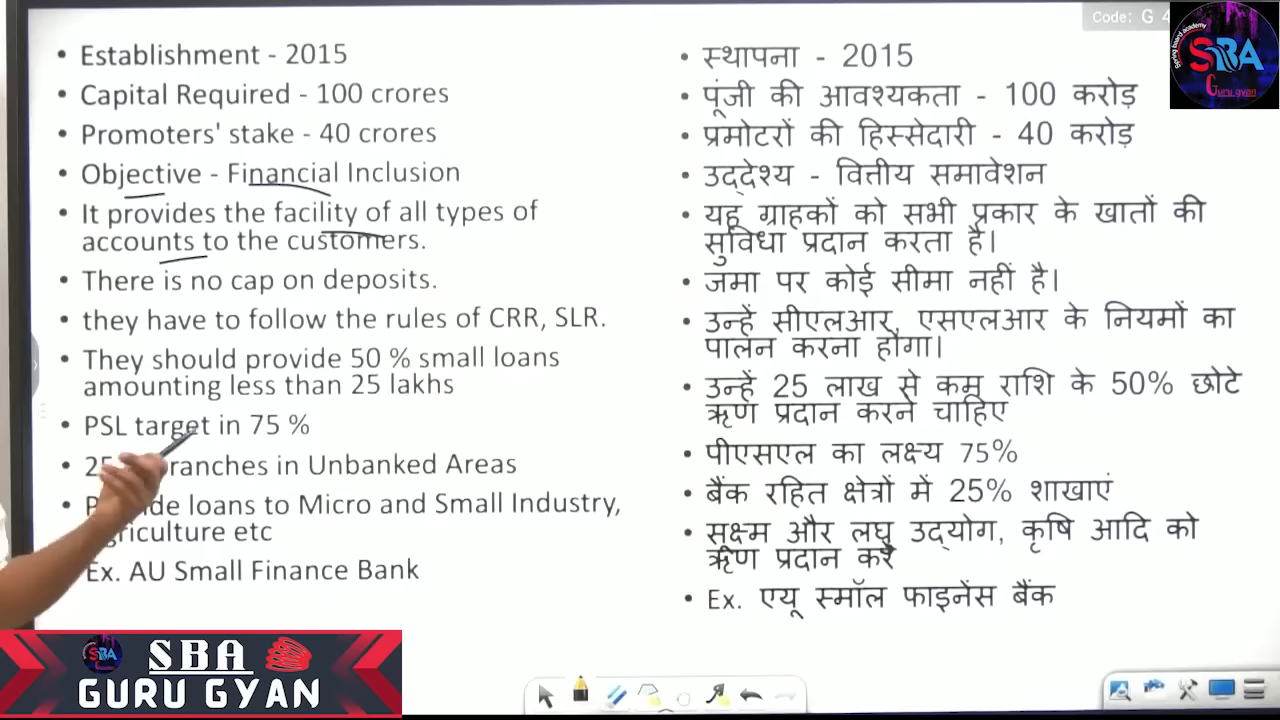 Code: G 4
• Establishment - 2015
• Capital Required - 100 crores
• Promoters' stake - 40 crores
• Objective - Financial Inclusion
• It provides the facility of all types of
accounts to the customers.
• There is no cap on deposits.
• they have to follow the rules of CRR, SLR.
• They should provide 50 % small loans
amounting less than 25 lakhs
• PSL target in 75 %
• in Unbanked Areas
• loans to Micro and Small Industry,
etc
Ex. AU Small Finance Bank
• स्थापना - 2015
• पूंजी की आवश्यकता - 100 करोड़
• प्रमोटरों की हिस्सेदारी - 40 करोड़
• उद्देश्य - वित्तीय समावेशन
• यह ग्राहकों को सभी प्रकार के खातों की
सुविधा प्रदान करता है।
• जमा पर कोई सीमा नहीं है।
• उन्हें सीएलआर, एसएलआर के नियमों का
पालन करना होगा।
• उन्हें 25 लाख से कम राशि के 50% छोटे
ऋण प्रदान करने चाहिए
• पीएसएल का लक्ष्य 75%
• बैंक रहित क्षेत्रों में 25% शाखाएं
• सूक्ष्म और लघु उद्योग, कृषि आदि को
ऋण प्रदान करें
• Ex. एयू स्मॉल फाइनेंस बैंक
SBA
Guru gyan
SBA
GURU GYAN